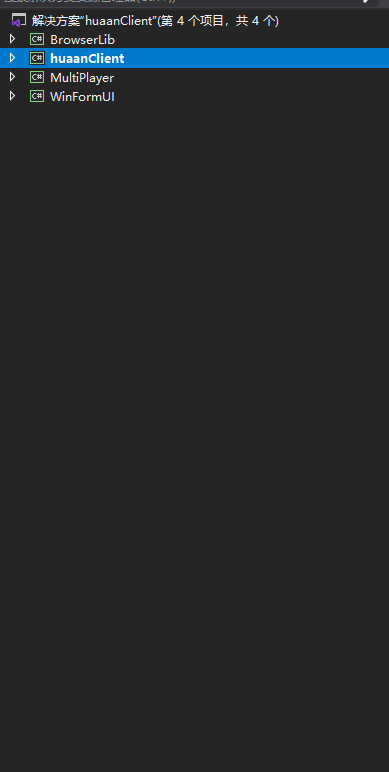 解决方案"huaanClient"(第 4 个项目，共 4 个)
C# BrowserLib
C# huaanClient
C# MultiPlayer
C# WinFormUI